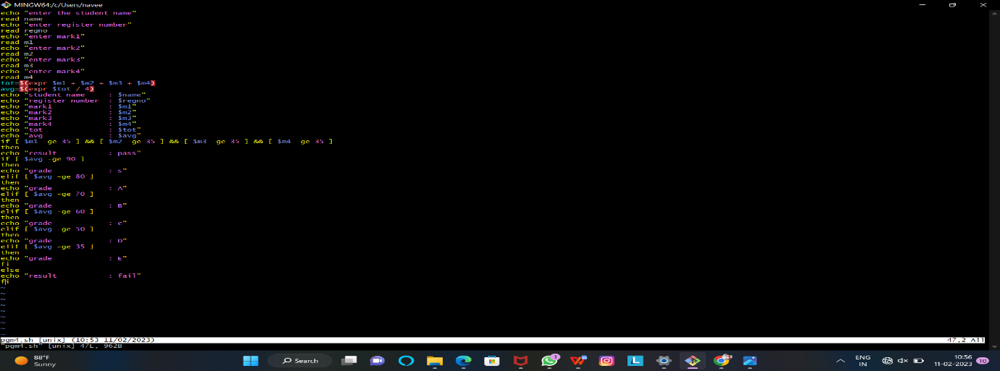 MINGW64:/c/Users/navee
echo "enter the student name"
read name
echo "enter register number"
read regno
echo "enter mark1"
read m1
echo "enter mark2"
read m2
echo "enter mark3"
read m3
echo "enter mark4"
read m4
tot=$(expr $m1 + $m2 + $m3 + $m4)
avg=$(expr $tot / 4)
echo "student name     : $name"
echo "register number  : $regno"
echo "mark1            : $m1"
echo "mark2            : $m2"
echo "mark3            : $m3"
echo "mark4            : $m4"
echo "tot              : $tot"
echo "avg              : $avg"
if [ $m1 -ge 35 ] && [ $m2 -ge 35 ] && [ $m3 -ge 35 ] && [ $m4 -ge 35 ]
then
echo "result           : pass"
if [ $avg -ge 90 ]
then
echo "grade            : s"
elif [ $avg -ge 80 ]
then
echo "grade            : A"
elif [ $avg -ge 70 ]
then
echo "grade            : B"
elif [ $avg -ge 60 ]
then
echo "grade            : c"
elif [ $avg -ge 50 ]
then
echo "grade            : D"
elif [ $avg -ge 35 ]
then
echo "grade            : E"
fi
else
echo "result           : fail"
fi
~
~
~
~
~
~
~
~
~
pgm4.sh [unix] (10:53 11/02/2023) 47,2 All
"pgm4.sh" [unix] 47L, 962B
88°F
Sunny
Search
1
ENG
IN
10:56
11-02-2023
10